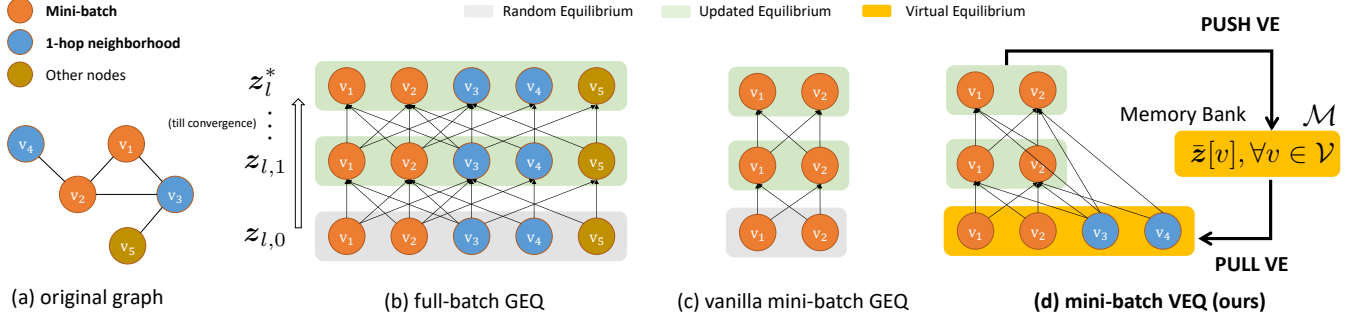 Mini-batch
1-hop neighborhood
Other nodes
v4
v1
v2
v3
v5
(a) original graph
Random Equilibrium
Updated Equilibrium
Virtual Equilibrium
z*l
(till convergence)
zl,1
zl,0
v1 v2 v3 v4 v5
v1 v2 v3 v4 v5
v1 v2 v3 v4 v5
(b) full-batch GEQ
v1 v2
v1 v2
v1 v2
(c) vanilla mini-batch GEQ
v1 v2
v1 v2
v1 v2 v3 v4
PUSH VE
Memory Bank
ℳ
z̄[v], ∀v ∈ 𝒱
PULL VE
(d) mini-batch VEQ (ours)